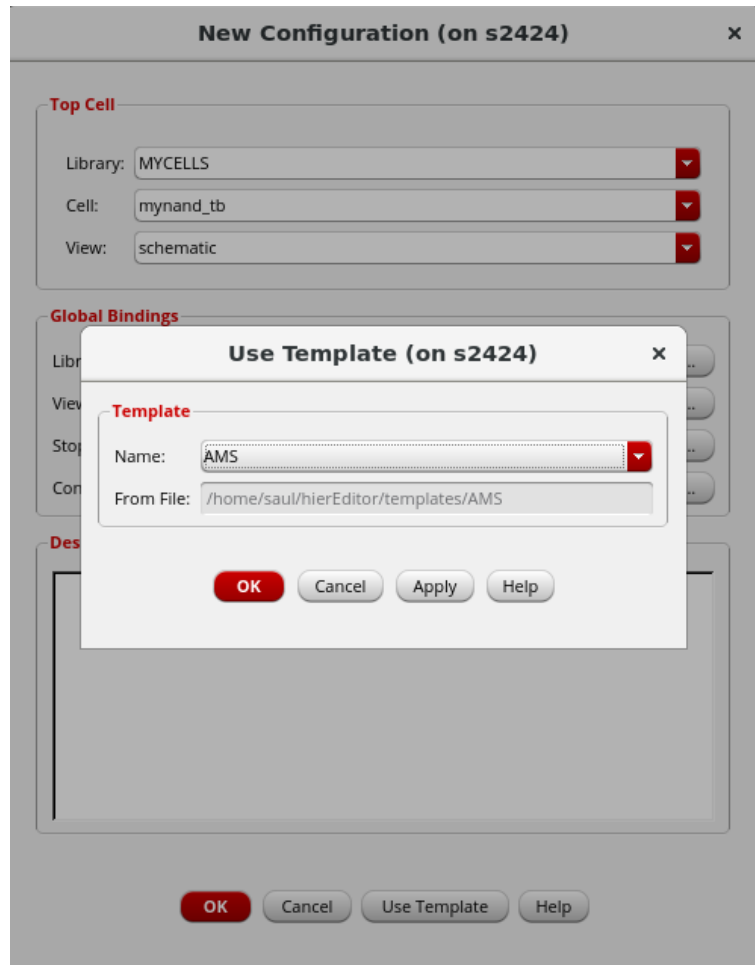 New Configuration (on s2424)
Top Cell
Library: MYCELLS
Cell: mynand_tb
View: schematic
Global Bindings
Use Template (on s2424)
Template
Name: AMS
From File: /home/saul/hierEditor/templates/AMS
OK Cancel Apply Help
OK Cancel Use Template Help